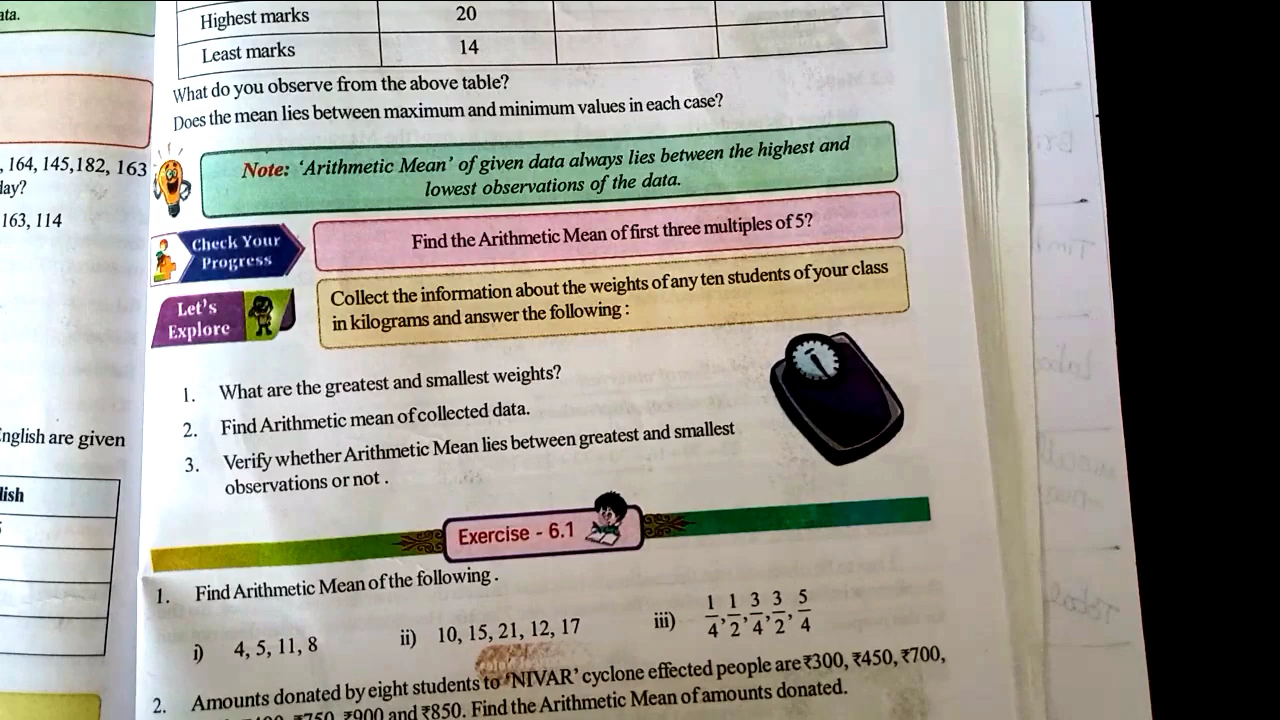 ata.
, 164, 145,182, 163
lay?
163, 114
English are given
lish
Highest marks 20
Least marks 14
What do you observe from the above table?
Does the mean lies between maximum and minimum values in each case?
Note: ‘Arithmetic Mean’ of given data always lies between the highest and
lowest observations of the data.
Check Your
Progress
Find the Arithmetic Mean of first three multiples of 5?
Let's
Explore
Collect the information about the weights of any ten students of your class
in kilograms and answer the following :
1. What are the greatest and smallest weights?
2. Find Arithmetic mean of collected data.
3. Verify whether Arithmetic Mean lies between greatest and smallest
observations or not .
Exercise - 6.1
1. Find Arithmetic Mean of the following .
i) 4, 5, 11, 8 ii) 10, 15, 21, 12, 17 iii) 1/4, 1/2, 3/4, 3/2, 5/4
2. Amounts donated by eight students to ‘NIVAR’ cyclone effected people are ₹300, ₹450, ₹700,
₹750, ₹900 and ₹850. Find the Arithmetic Mean of amounts donated.